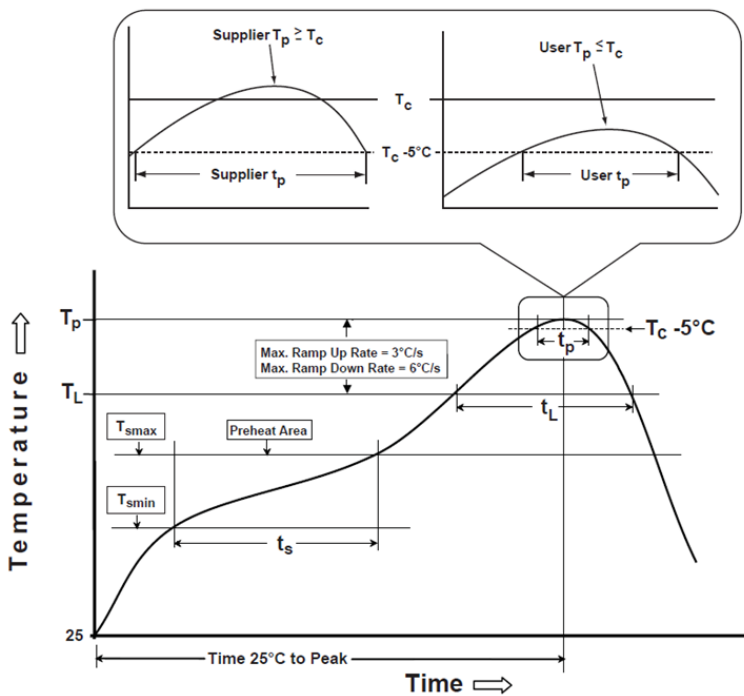 Supplier Tp ≥ Tc
User Tp ≤ Tc
Tc
Tc -5°C
Supplier tp
User tp
Tp
Tc -5°C
tp
Max. Ramp Up Rate = 3°C/s
Max. Ramp Down Rate = 6°C/s
TL
tL
Tsmax
Preheat Area
Tsmin
ts
Temperature
25
Time 25°C to Peak
Time